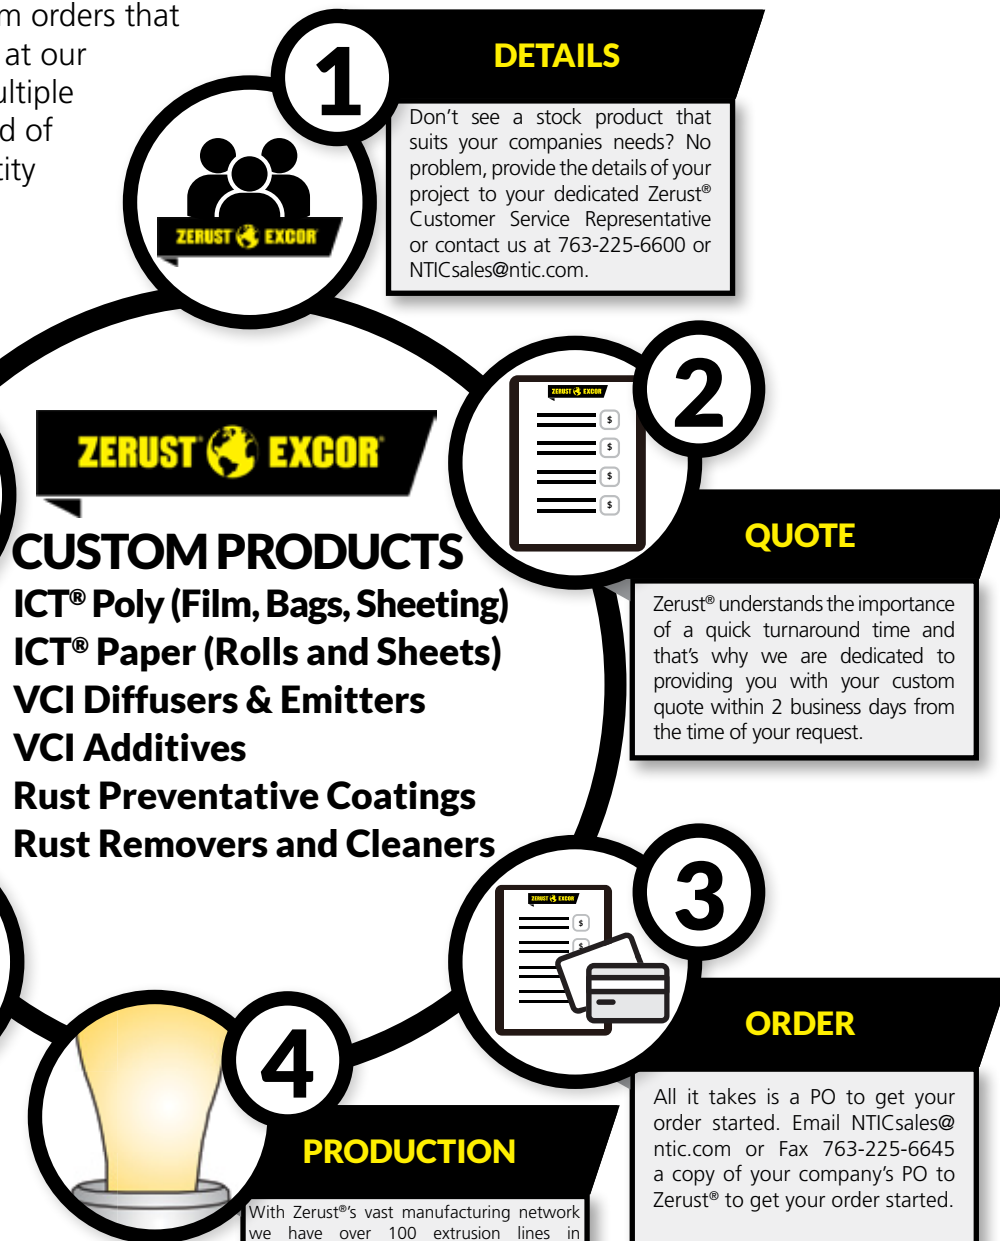 m orders that
at our
ultiple
d of
tity
1
DETAILS
Don't see a stock product that
suits your companies needs? No
problem, provide the details of your
project to your dedicated Zerust®
Customer Service Representative
or contact us at 763-225-6600 or
NTICsales@ntic.com.
ZERUST EXCOR
2
ZERUST EXCOR
$
$
$
$
QUOTE
Zerust® understands the importance
of a quick turnaround time and
that's why we are dedicated to
providing you with your custom
quote within 2 business days from
the time of your request.
ZERUST EXCOR
CUSTOM PRODUCTS
ICT® Poly (Film, Bags, Sheeting)
ICT® Paper (Rolls and Sheets)
VCI Diffusers & Emitters
VCI Additives
Rust Preventative Coatings
Rust Removers and Cleaners
3
ZERUST EXCOR
$
$
ORDER
All it takes is a PO to get your
order started. Email NTICsales@
ntic.com or Fax 763-225-6645
a copy of your company's PO to
Zerust® to get your order started.
4
PRODUCTION
With Zerust®'s vast manufacturing network
we have over 100 extrusion lines in